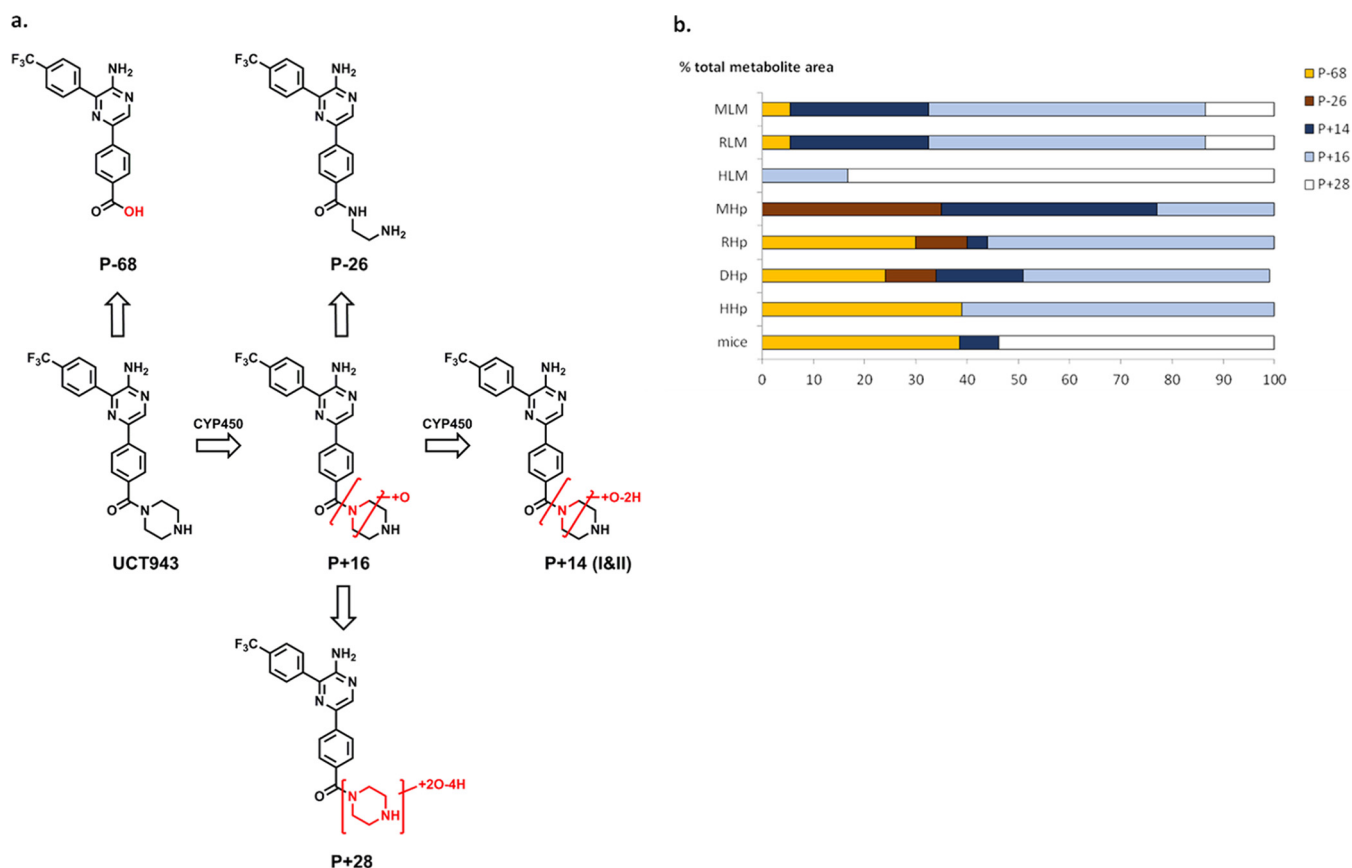 a.
F3C
NH2
N
N
O
OH
P-68
F3C
NH2
N
N
O
NH
NH2
P-26
F3C
NH2
N
N
O
N
NH
UCT943
CYP450
F3C
NH2
N
N
O
N
NH
+O
P+16
CYP450
F3C
NH2
N
N
O
N
NH
+O-2H
P+14 (I&II)
F3C
NH2
N
N
O
N
NH
+2O-4H
P+28
b.
% total metabolite area
MLM
RLM
HLM
MHp
RHp
DHp
HHp
mice
0 10 20 30 40 50 60 70 80 90 100
P-68
P-26
P+14
P+16
P+28